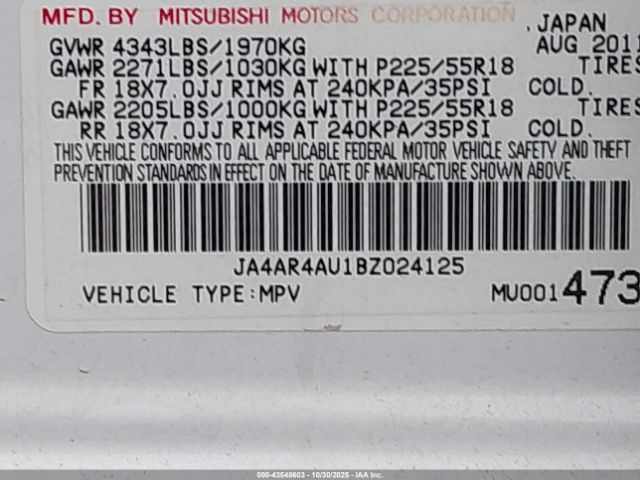 MFD. BY MITSUBISHI MOTORS CORPORATION , JAPAN
GVWR 4343LBS/1970KG AUG 2011
GAWR 2271LBS/1030KG WITH P225/55R18 TIRES
FR 18X7.0JJ RIMS AT 240KPA/35PSI COLD.
GAWR 2205LBS/1000KG WITH P225/55R18 TIRES
RR 18X7.0JJ RIMS AT 240KPA/35PSI COLD.
THIS VEHICLE CONFORMS TO ALL APPLICABLE FEDERAL MOTOR VEHICLE SAFETY AND THEFT
PREVENTION STANDARDS IN EFFECT ON THE DATE OF MANUFACTURE SHOWN ABOVE.
JA4AR4AU1BZ024125
VEHICLE TYPE:MPV MU001473
000-43548603 - 10/30/2025 - IAA Corp.